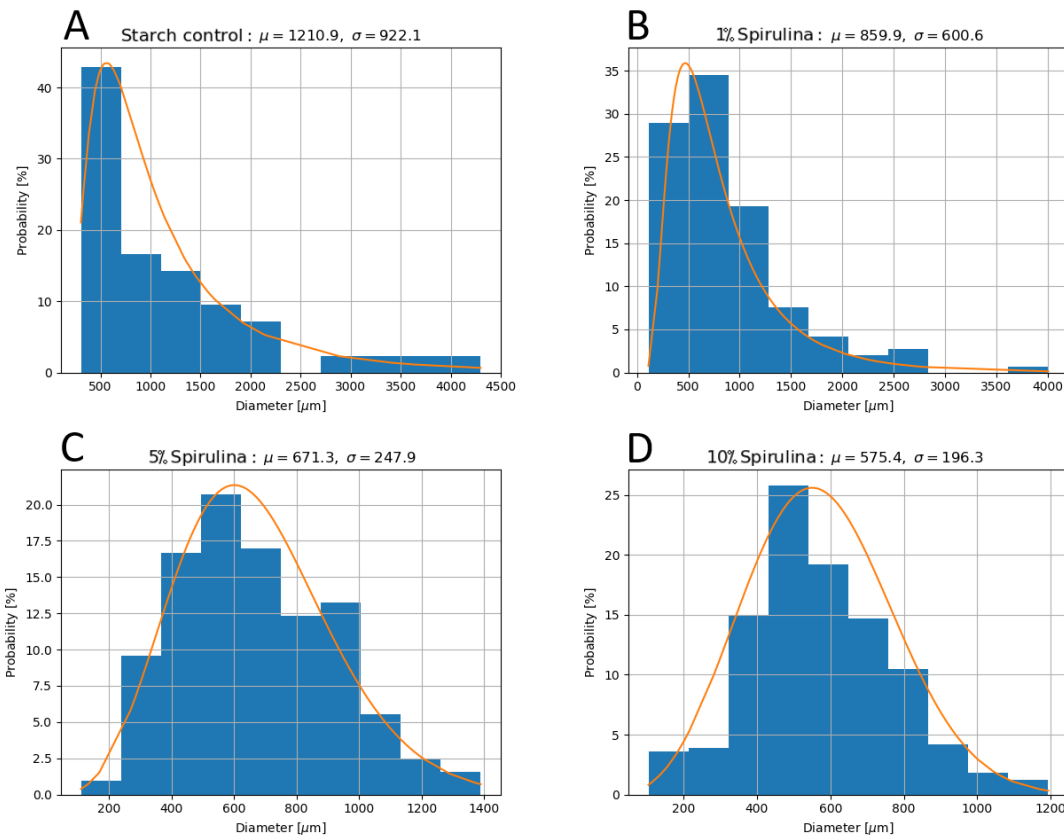 A
Starch control: μ = 1210.9, σ = 922.1
Probability [%]
40
30
20
10
0
500 1000 1500 2000 2500 3000 3500 4000 4500
Diameter [μm]
B
1% Spirulina: μ = 859.9, σ = 600.6
Probability [%]
35
30
25
20
15
10
5
0
0 500 1000 1500 2000 2500 3000 3500 4000
Diameter [μm]
C
5% Spirulina: μ = 671.3, σ = 247.9
Probability [%]
20.0
17.5
15.0
12.5
10.0
7.5
5.0
2.5
0.0
200 400 600 800 1000 1200 1400
Diameter [μm]
D
10% Spirulina: μ = 575.4, σ = 196.3
Probability [%]
25
20
15
10
5
0
200 400 600 800 1000 1200
Diameter [μm]